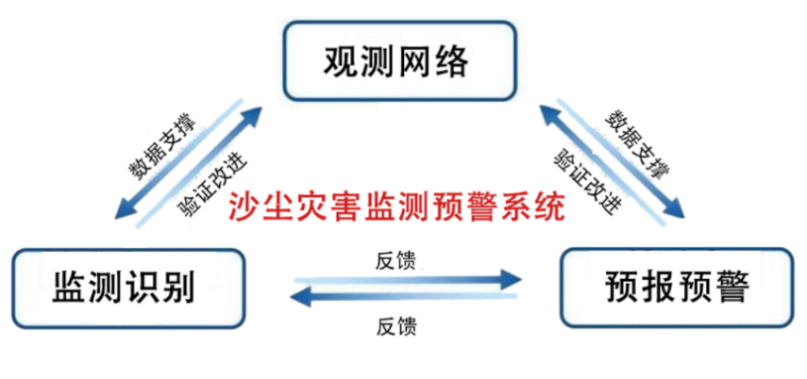 观测网络
数据支撑
验证改进
数据支撑
验证改进
沙尘灾害监测预警系统
监测识别
反馈
反馈
预报预警